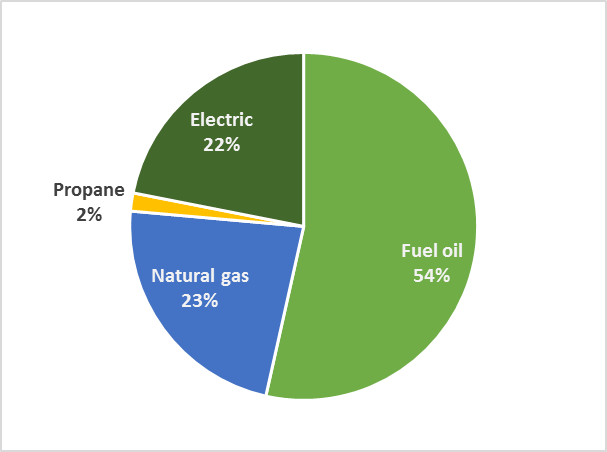 Electric
22%
Propane
2%
Fuel oil
54%
Natural gas
23%